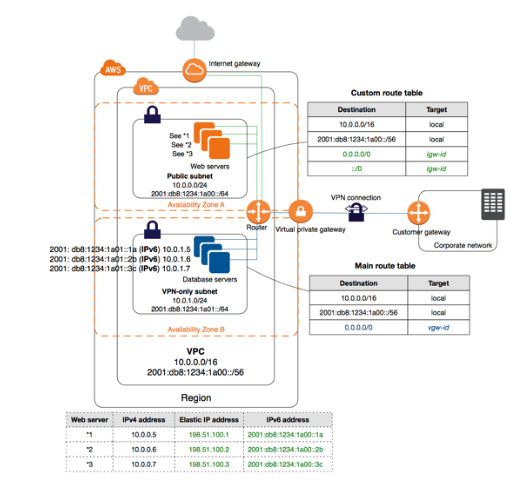 Internet gateway
AWS
VPC
Custom route table
Destination Target
10.0.0.0/16 local
2001:db8:1234:1a00::/56 local
0.0.0.0/0 igw-id
::/0 igw-id
See *1
See *2
See *3
Web servers
Public subnet
10.0.0.0/24
2001:db8:1234:1a00::/64
Availability Zone A
VPN connection
Router
Virtual private gateway
Customer gateway
Corporate network
2001: db8:1234:1a01::1a (IPv6) 10.0.1.5
2001: db8:1234:1a01::2b (IPv6) 10.0.1.6
2001: db8:1234:1a01::3c (IPv6) 10.0.1.7
Database servers
VPN-only subnet
10.0.1.0/24
2001:db8:1234:1a01::/64
Availability Zone B
Main route table
Destination Target
10.0.0.0/16 local
2001:db8:1234:1a00::/56 local
0.0.0.0/0 vgw-id
VPC
10.0.0.0/16
2001:db8:1234:1a00::/56
Region
Web server IPv4 address Elastic IP address IPv6 address
*1 10.0.0.5 198.51.100.1 2001:db8:1234:1a00::1a
*2 10.0.0.6 198.51.100.2 2001:db8:1234:1a00::2b
*3 10.0.0.7 198.51.100.3 2001:db8:1234:1a00::3c